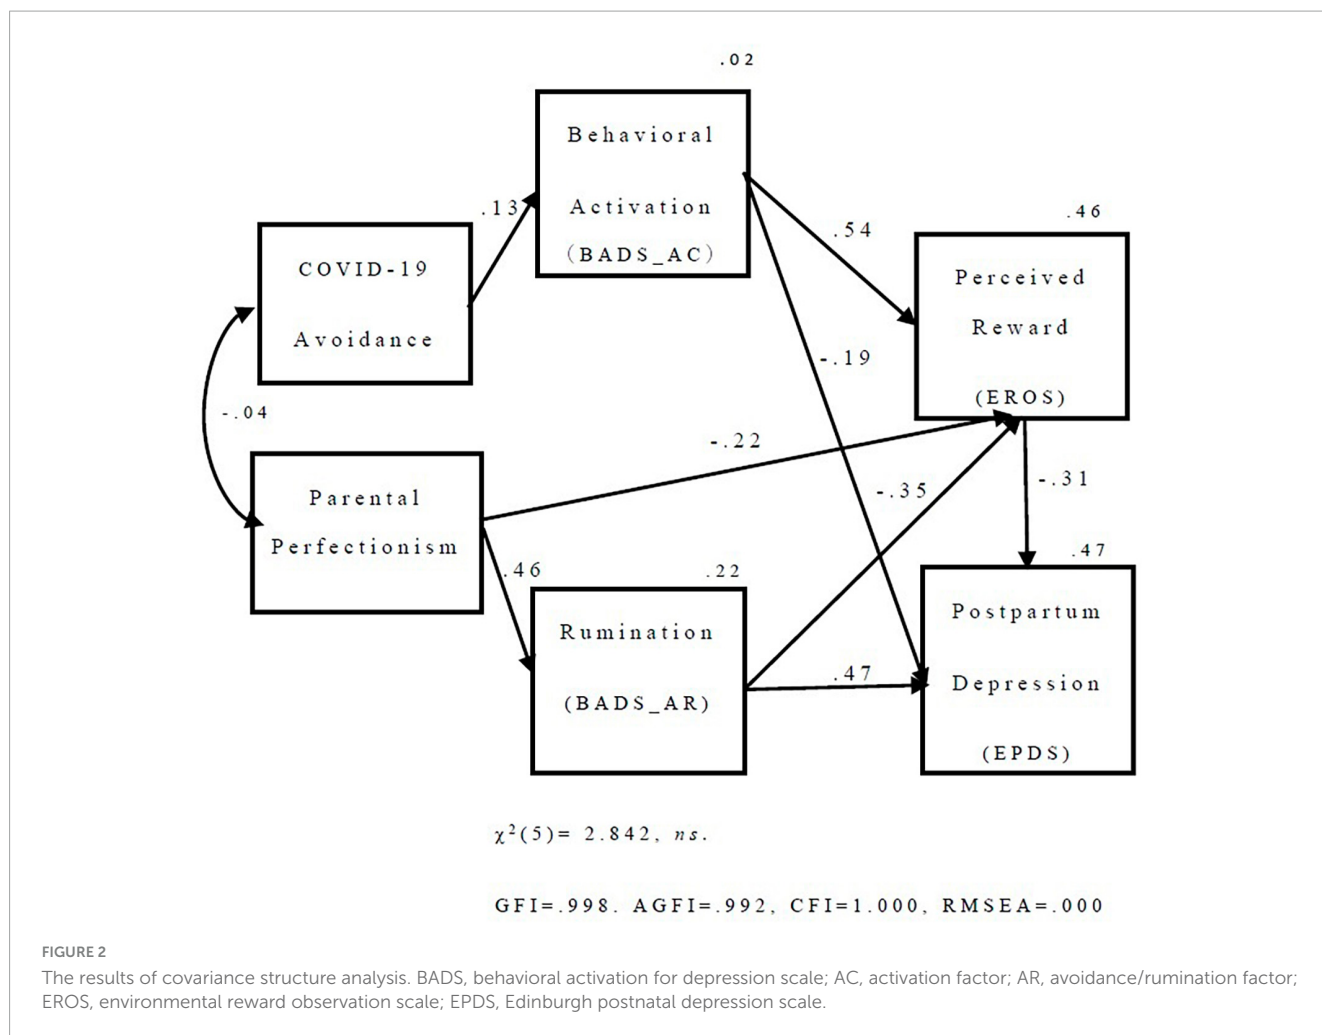 .02
Behavioral
Activation
(BADS_AC)
.13
.54
.46
COVID-19
Avoidance
Perceived
Reward
(EROS)
-.19
-.04
-.22
Parental
Perfectionism
-.35
-.31
.46
.22
.47
Rumination
(BADS_AR)
.47
Postpartum
Depression
(EPDS)
χ²(5)= 2.842, ns.
GFI=.998. AGFI=.992, CFI=1.000, RMSEA=.000
FIGURE 2
The results of covariance structure analysis. BADS, behavioral activation for depression scale; AC, activation factor; AR, avoidance/rumination factor;
EROS, environmental reward observation scale; EPDS, Edinburgh postnatal depression scale.